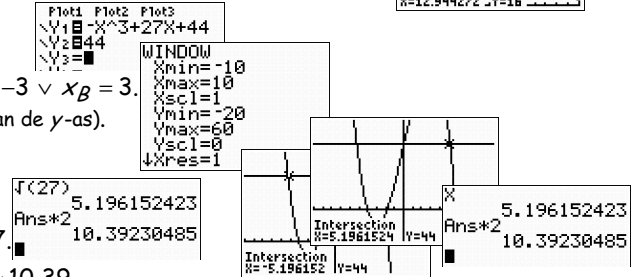 X=12.944272 Y=16
Plot1 Plot2 Plot3
\Y1=-X^3+27X+44
\Y2=44
\Y3=
WINDOW
Xmin=-10
Xmax=10
Xscl=1
Ymin=-20
Ymax=60
Yscl=0
↓Xres=1
-3 ∨ x_B = 3.
an de y-as).
√(27)
5.196152423
Ans*2
10.39230485
7.
Intersection
X=-5.196152 Y=44
Intersection
X=5.1961524 Y=44
X
5.196152423
Ans*2
10.39230485
10,39